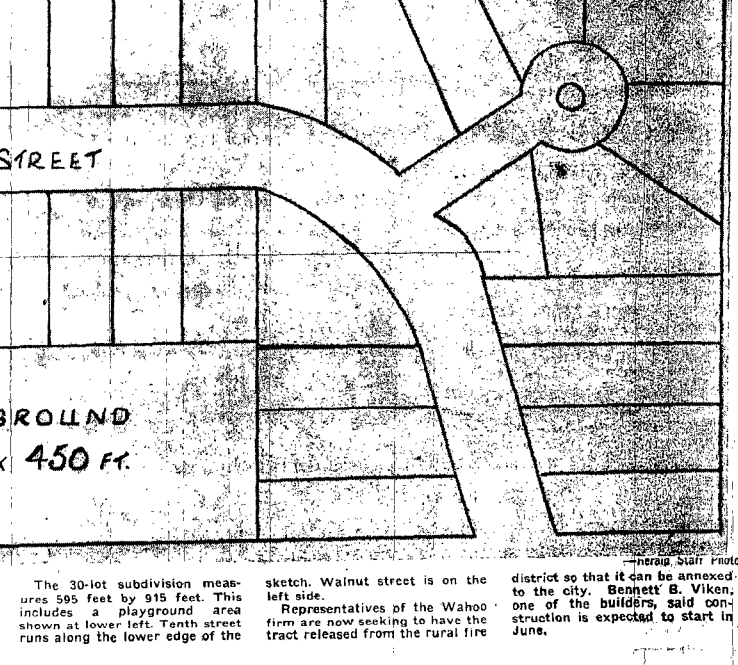 STREET
GROUND
x 450 FT.
—Herald Staff Photo
The 30-lot subdivision meas-
ures 595 feet by 915 feet. This
includes a playground area
shown at lower left. Tenth street
runs along the lower edge of the
sketch. Walnut street is on the
left side.
Representatives of the Wahoo
firm are now seeking to have the
tract released from the rural fire
district so that it can be annexed
to the city. Bennett B. Viken,
one of the builders, said con-
struction is expected to start in
June.